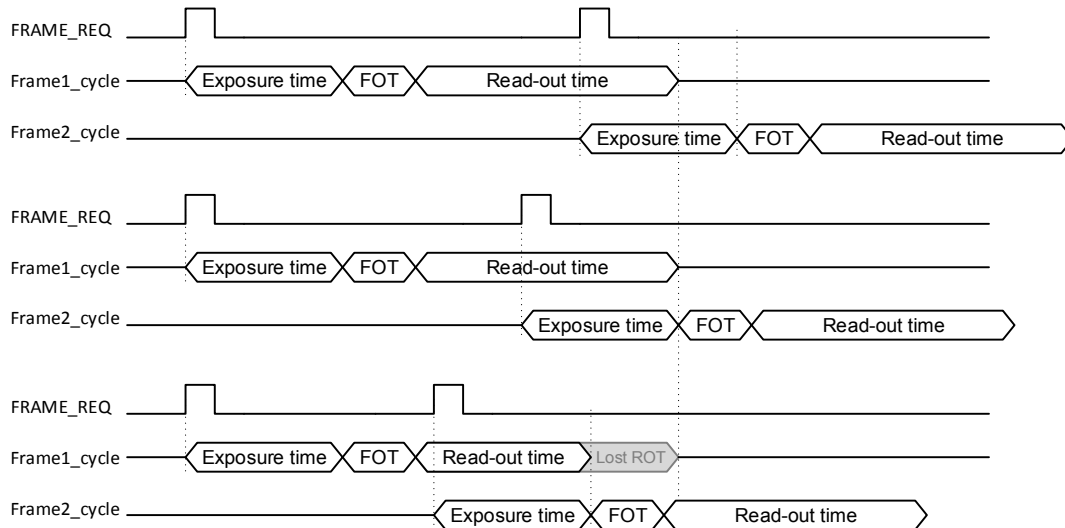 FRAME_REQ
Frame1_cycle Exposure time FOT Read-out time
Frame2_cycle Exposure time FOT Read-out time
FRAME_REQ
Frame1_cycle Exposure time FOT Read-out time
Frame2_cycle Exposure time FOT Read-out time
FRAME_REQ
Frame1_cycle Exposure time FOT Read-out time Lost ROT
Frame2_cycle Exposure time FOT Read-out time